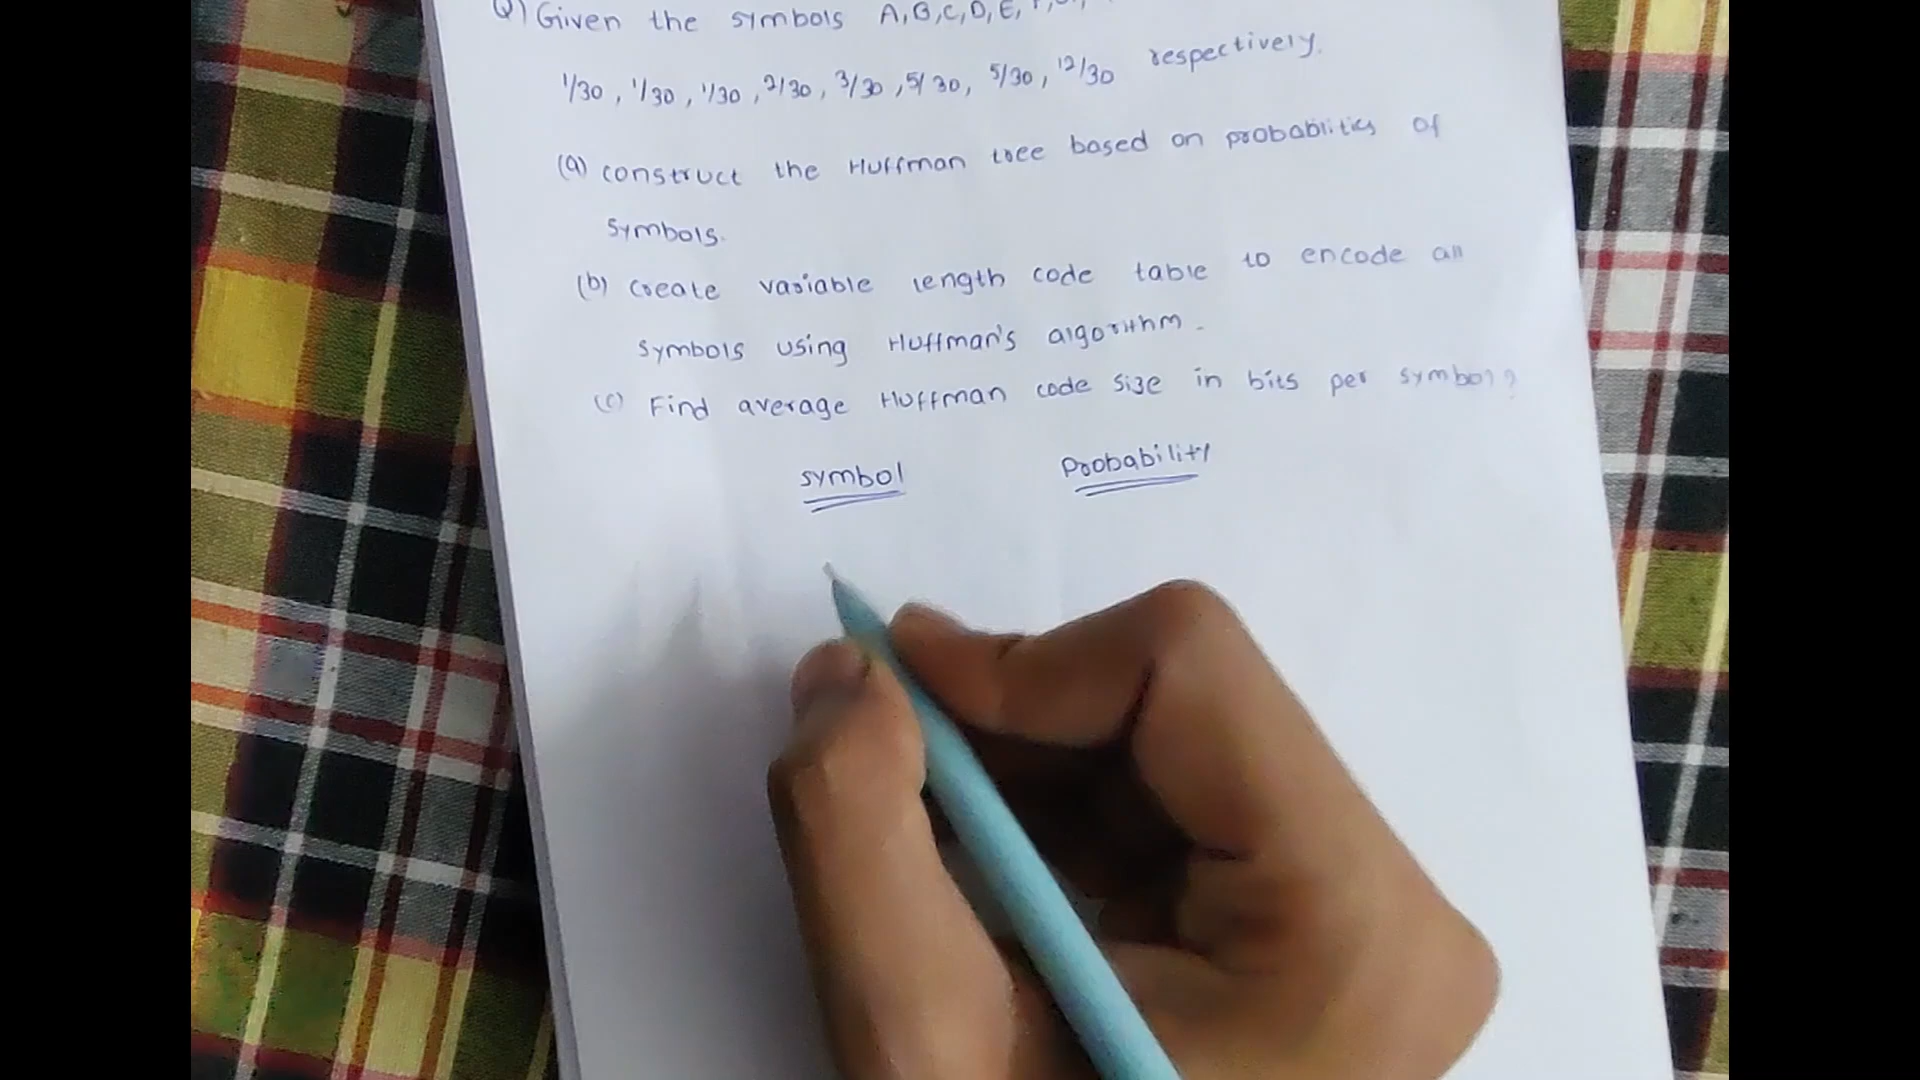 Q) Given the symbols A, B, C, D, E,
1/30, 1/30, 1/30, 2/30, 3/30, 5/30, 5/30, 12/30 respectively.
(a) construct the Huffman tree based on probablities of
symbols.
(b) create variable length code table to encode all
symbols using Huffman's algorithm.
(c) Find average Huffman code size in bits per symbol?
symbol Probability